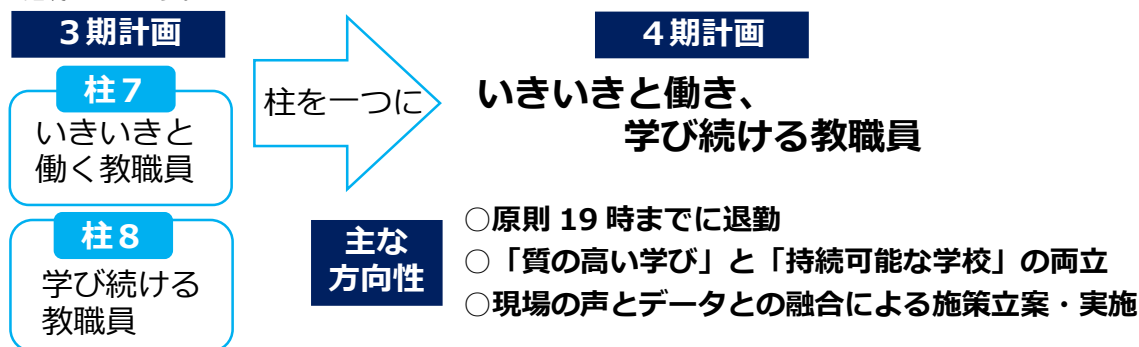 3期計画
柱7
いきいきと
働く教職員
柱8
学び続ける
教職員
柱を一つに
4期計画
いきいきと働き、
学び続ける教職員
主な
方向性
○原則 19 時までに退勤
○「質の高い学び」と「持続可能な学校」の両立
○現場の声とデータとの融合による施策立案・実施